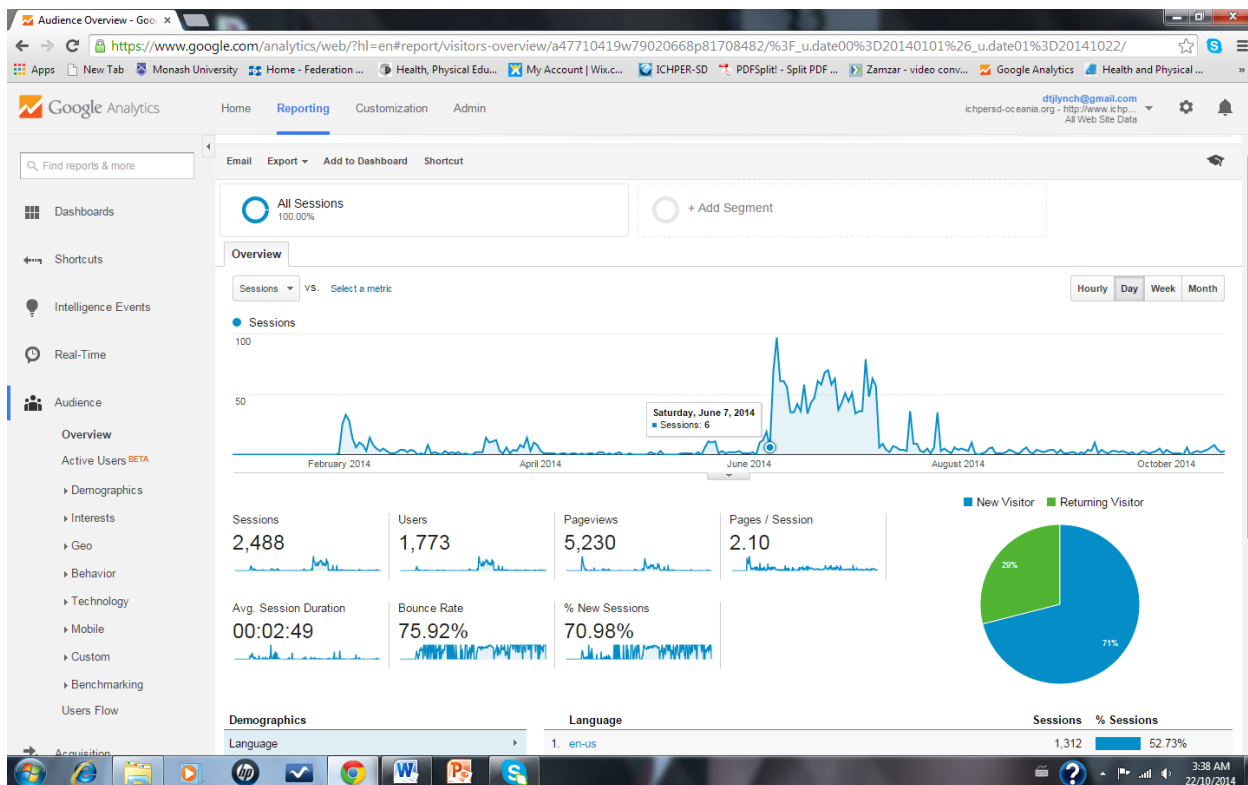 Audience Overview - Goo
https://www.google.com/analytics/web/?hl=en#report/visitors-overview/a47710419w79020668p81708482/%3F_u.date00%3D20140101%26_u.date01%3D20141022/
Apps New Tab Monash University Home - Federation ... Health, Physical Edu... My Account | Wix.c... ICHPER-SD PDFSplit! - Split PDF ... Zamzar - video conv... Google Analytics Health and Physical ... »
Google Analytics Home Reporting Customization Admin
dtjlynch@gmail.com
ichpersd-oceania.org - http://www.ichp...
All Web Site Data
Find reports & more
Email Export Add to Dashboard Shortcut
Dashboards
Shortcuts
Intelligence Events
Real-Time
Audience
Overview
Active Users BETA
Demographics
Interests
Geo
Behavior
Technology
Mobile
Custom
Benchmarking
Users Flow
Acquisition
All Sessions
100.00%
+ Add Segment
Overview
Sessions VS. Select a metric
Hourly Day Week Month
Sessions
100
50
Saturday, June 7, 2014
Sessions: 6
February 2014 April 2014 June 2014 August 2014 October 2014
New Visitor Returning Visitor
29%
71%
Sessions Users Pageviews Pages / Session
2,488 1,773 5,230 2.10
Avg. Session Duration Bounce Rate % New Sessions
00:02:49 75.92% 70.98%
Demographics Language Sessions % Sessions
Language 1. en-us 1,312 52.73%
hp W P S ?
3:38 AM
22/10/2014